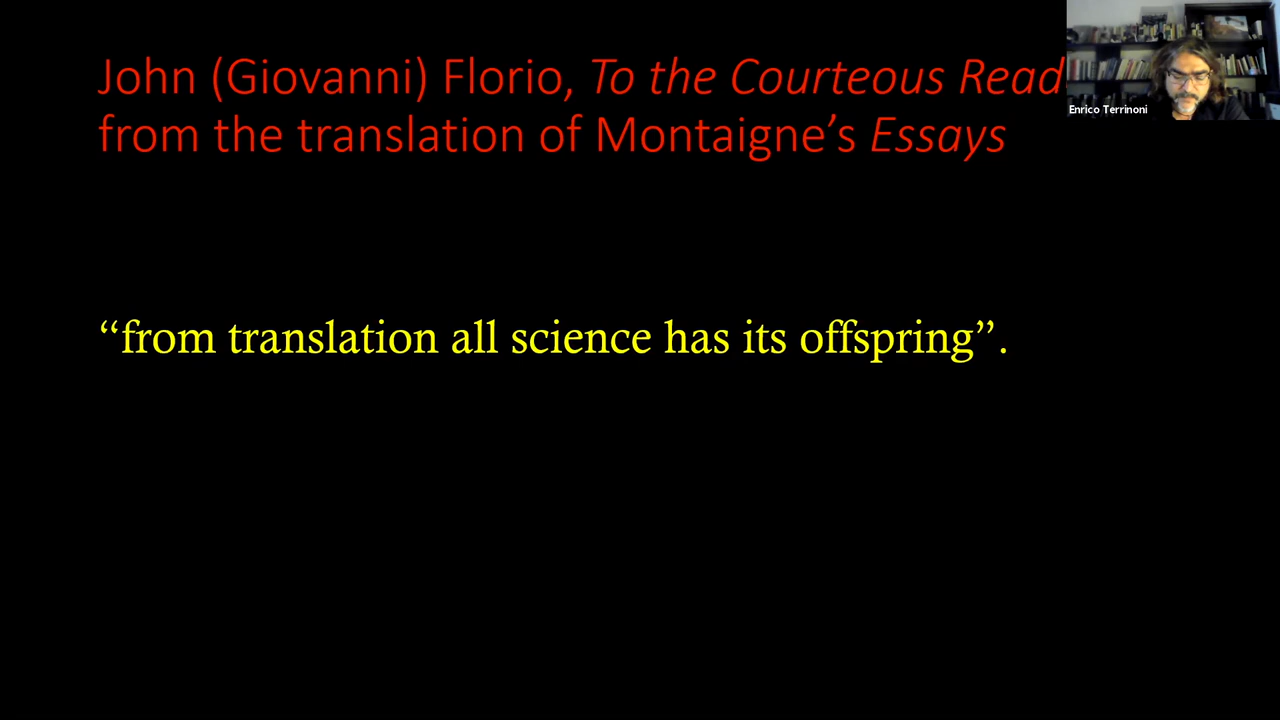 John (Giovanni) Florio, To the Courteous Read
from the translation of Montaigne’s Essays
Enrico Terrinoni
“from translation all science has its offspring”.